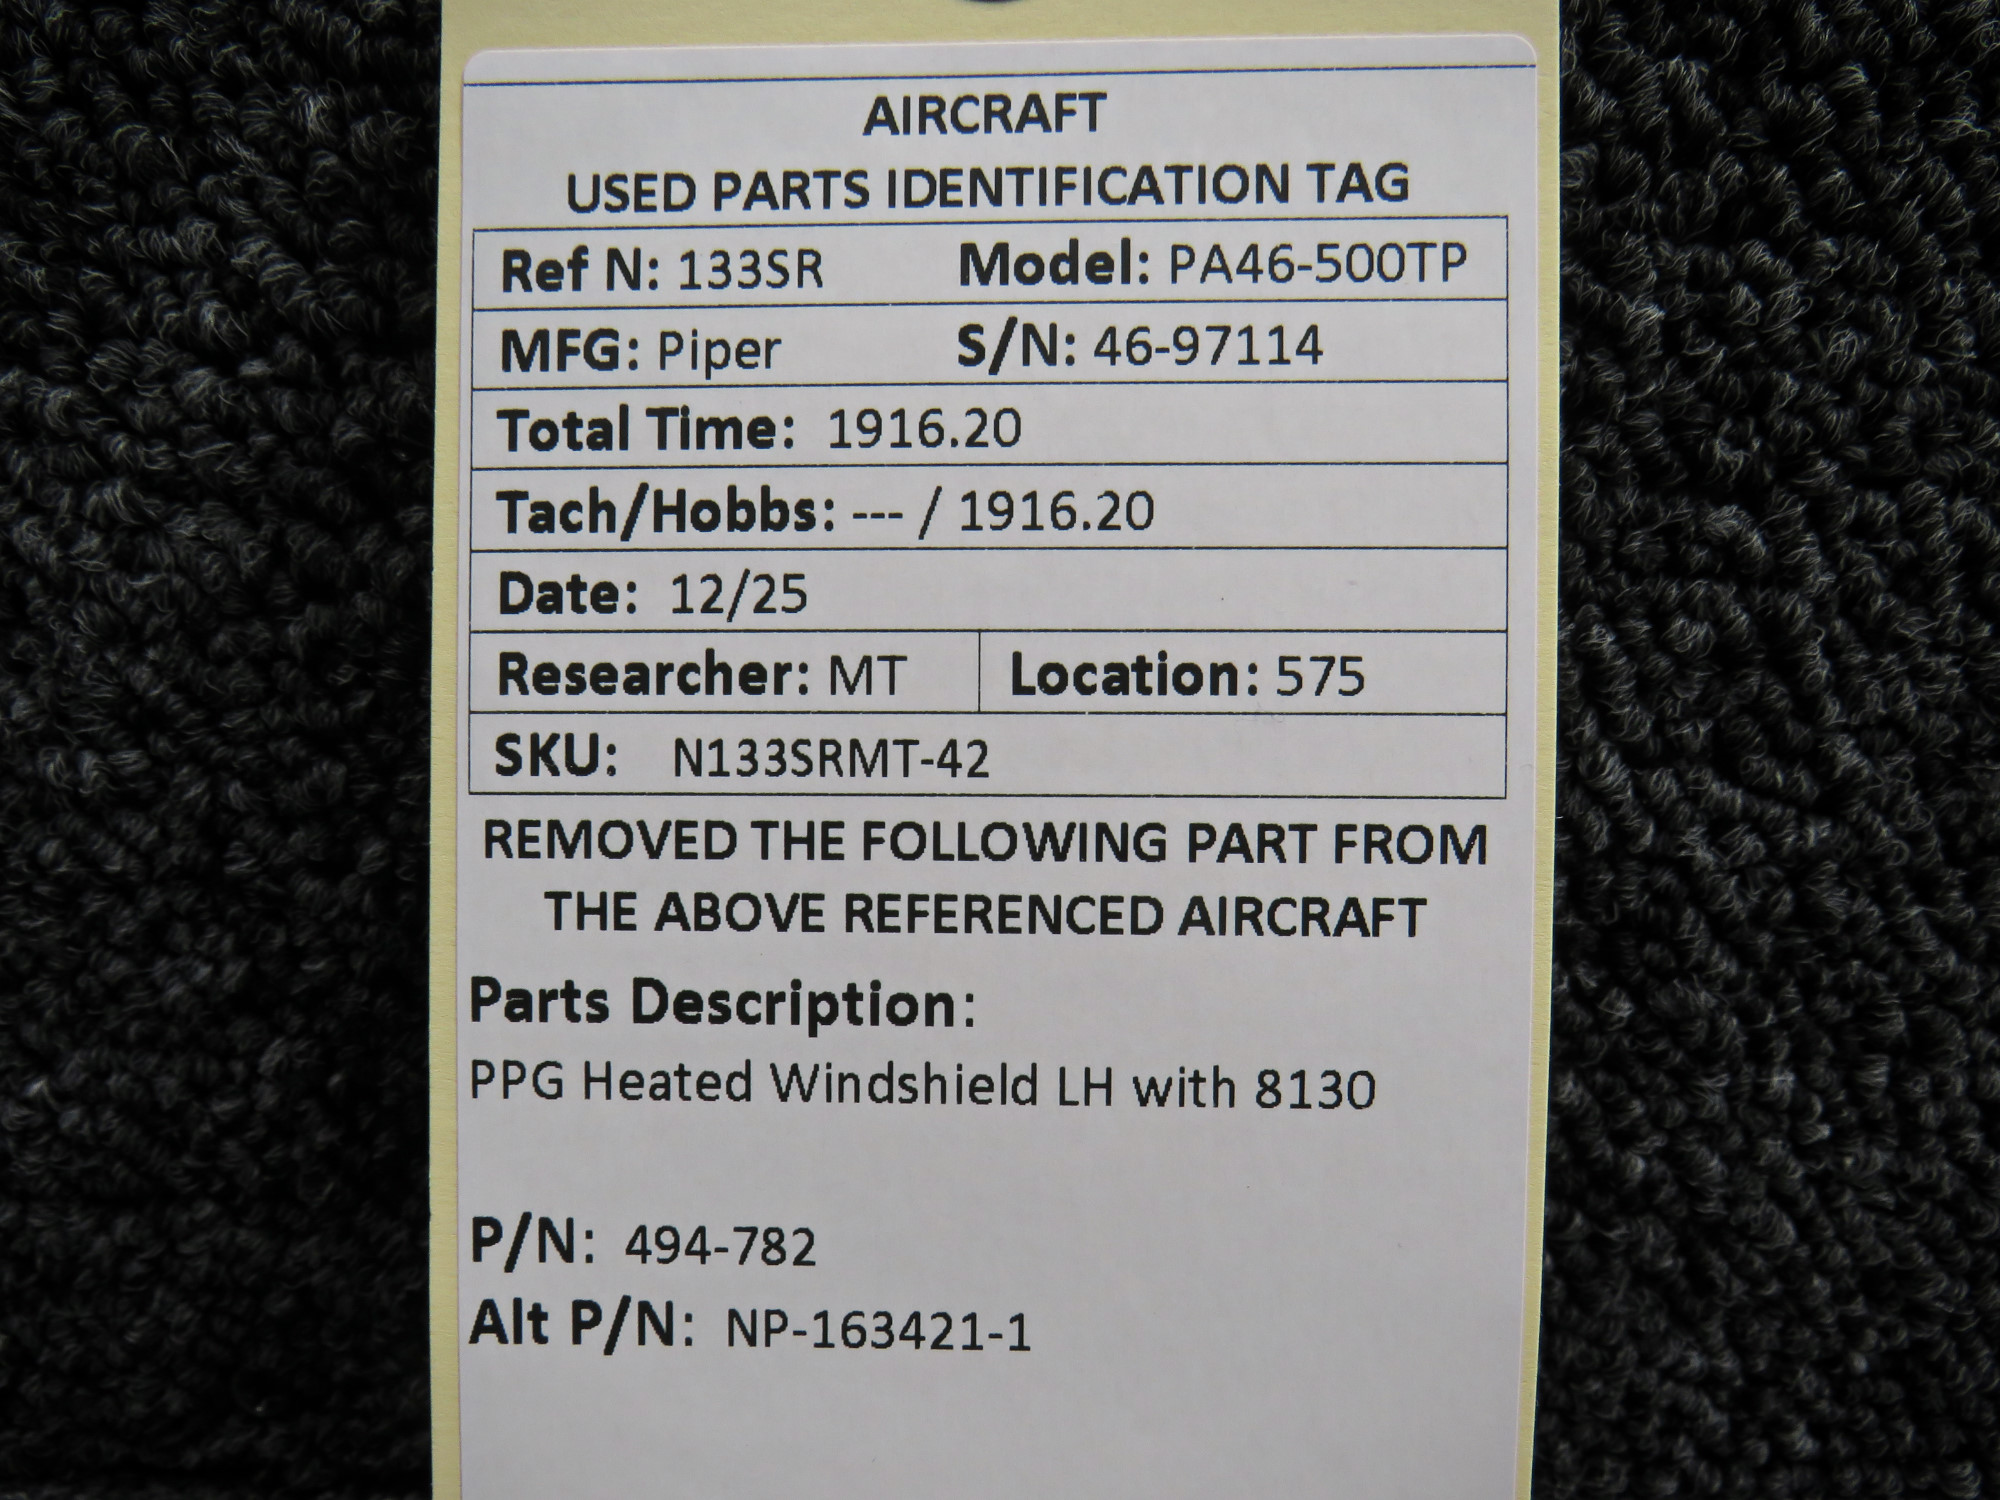 AIRCRAFT
USED PARTS IDENTIFICATION TAG
Ref N: 133SR Model: PA46-500TP
MFG: Piper S/N: 46-97114
Total Time: 1916.20
Tach/Hobbs: --- / 1916.20
Date: 12/25
Researcher: MT Location: 575
SKU: N133SRMT-42
REMOVED THE FOLLOWING PART FROM
THE ABOVE REFERENCED AIRCRAFT
Parts Description:
PPG Heated Windshield LH with 8130
P/N: 494-782
Alt P/N: NP-163421-1